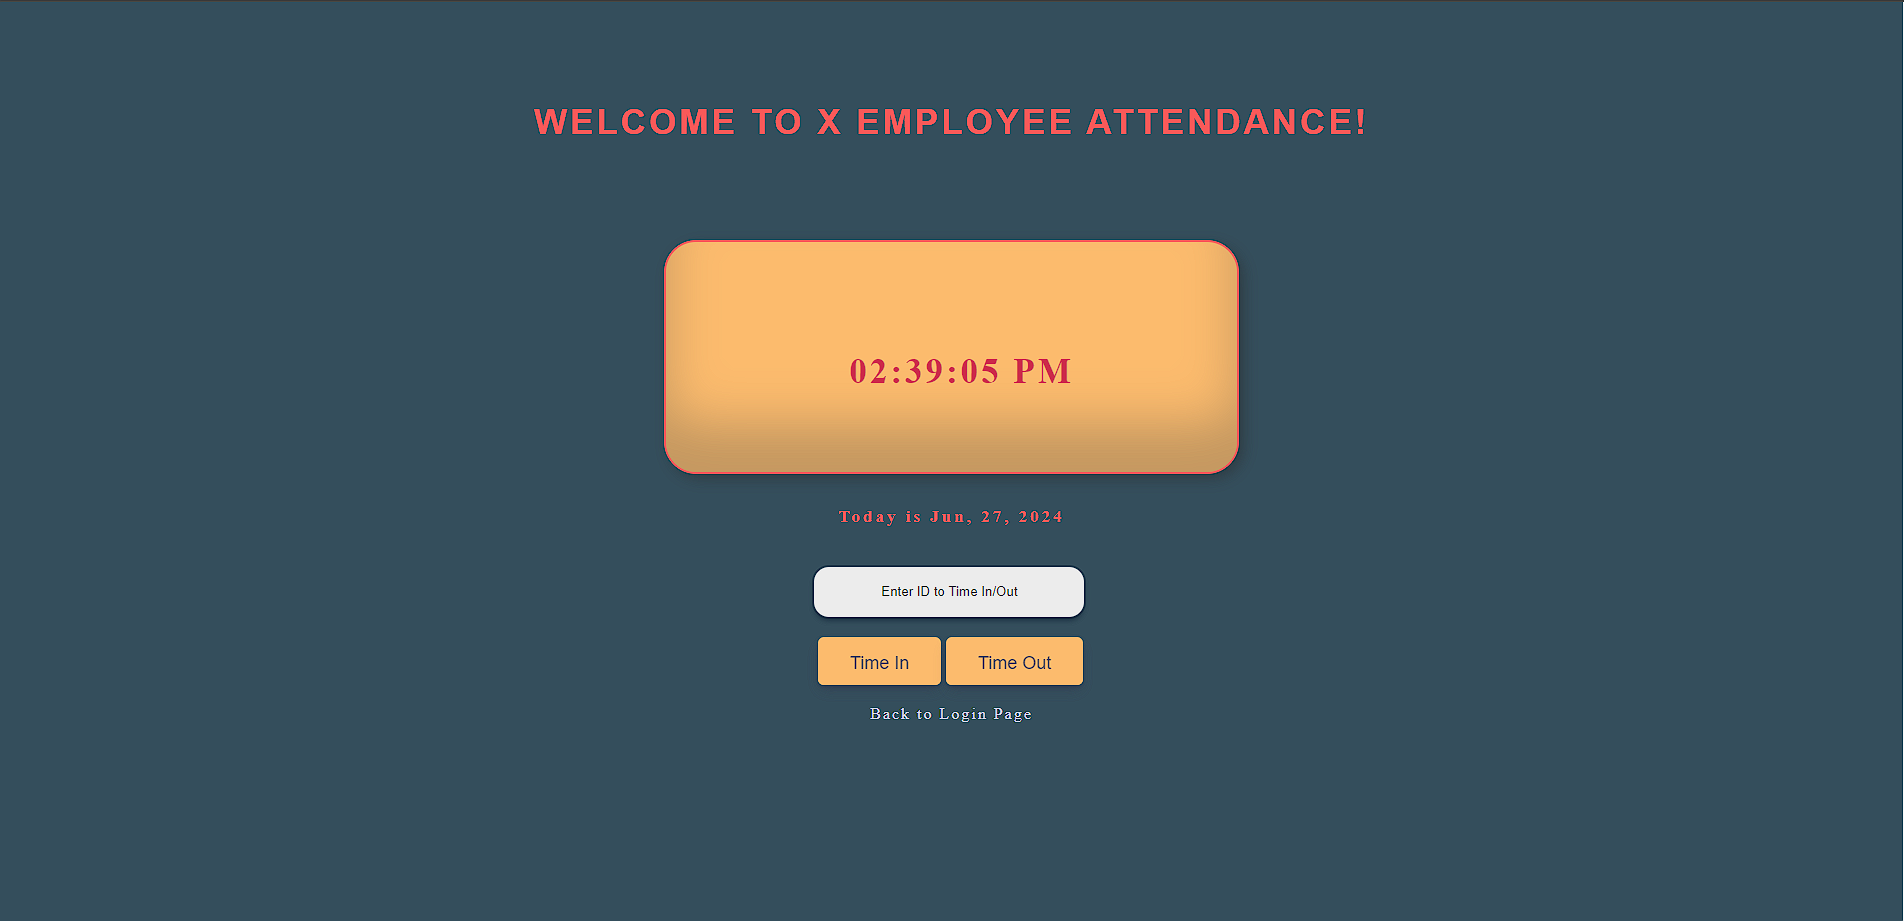 WELCOME TO X EMPLOYEE ATTENDANCE!
02:39:05 PM
Today is Jun, 27, 2024
Enter ID to Time In/Out
Time In Time Out
Back to Login Page